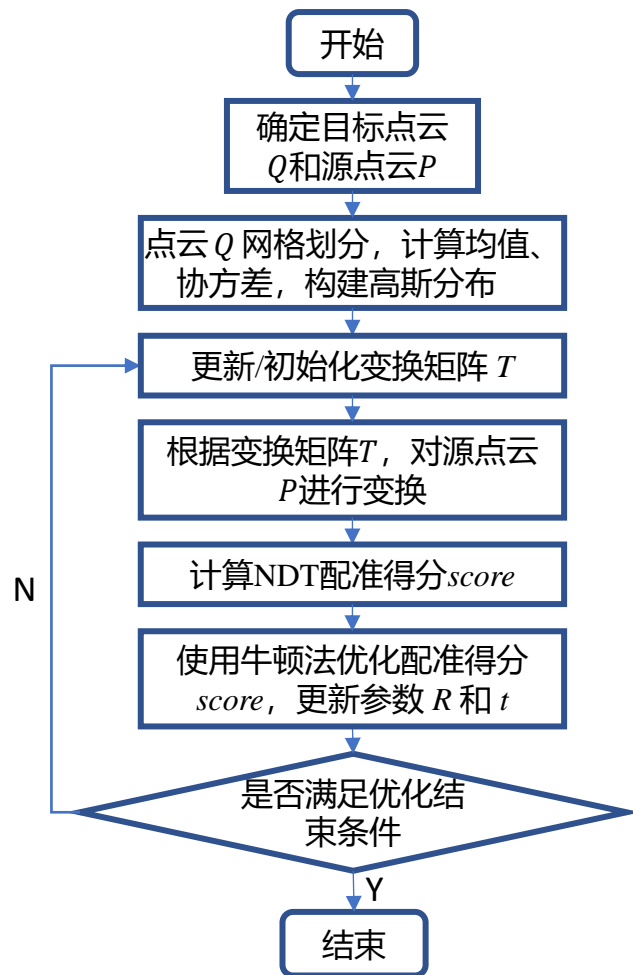 开始
确定目标点云
Q和源点云P
点云 Q 网格划分，计算均值、
协方差，构建高斯分布
更新/初始化变换矩阵 T
根据变换矩阵T，对源点云
P进行变换
计算NDT配准得分score
N
使用牛顿法优化配准得分
score，更新参数 R 和 t
是否满足优化结
束条件
Y
结束